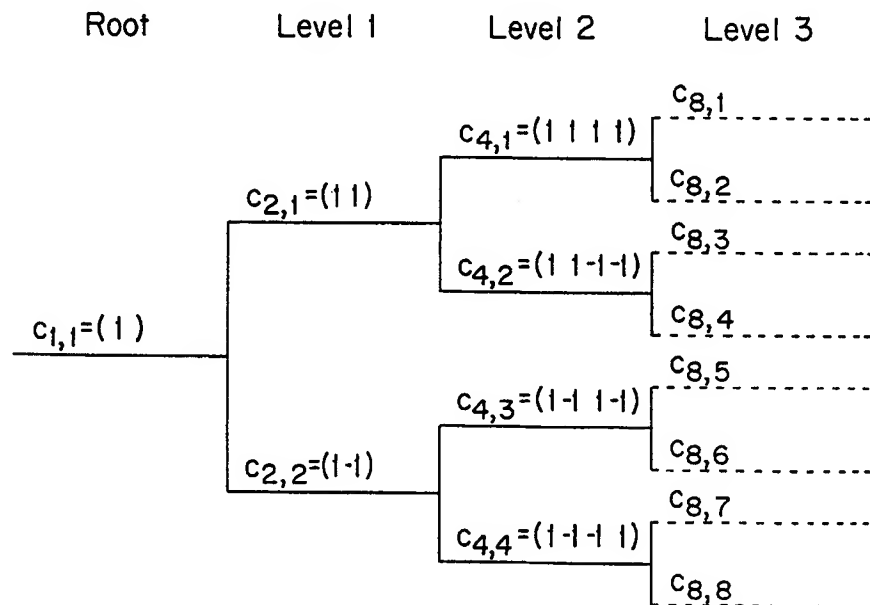 Root Level 1 Level 2 Level 3
c8,1
c4,1=(1 1 1 1)
c8,2
c2,1=(1 1)
c8,3
c4,2=(1 1-1-1)
c8,4
c1,1=(1)
c8,5
c4,3=(1-1 1-1)
c8,6
c2,2=(1-1)
c8,7
c4,4=(1-1-1 1)
c8,8